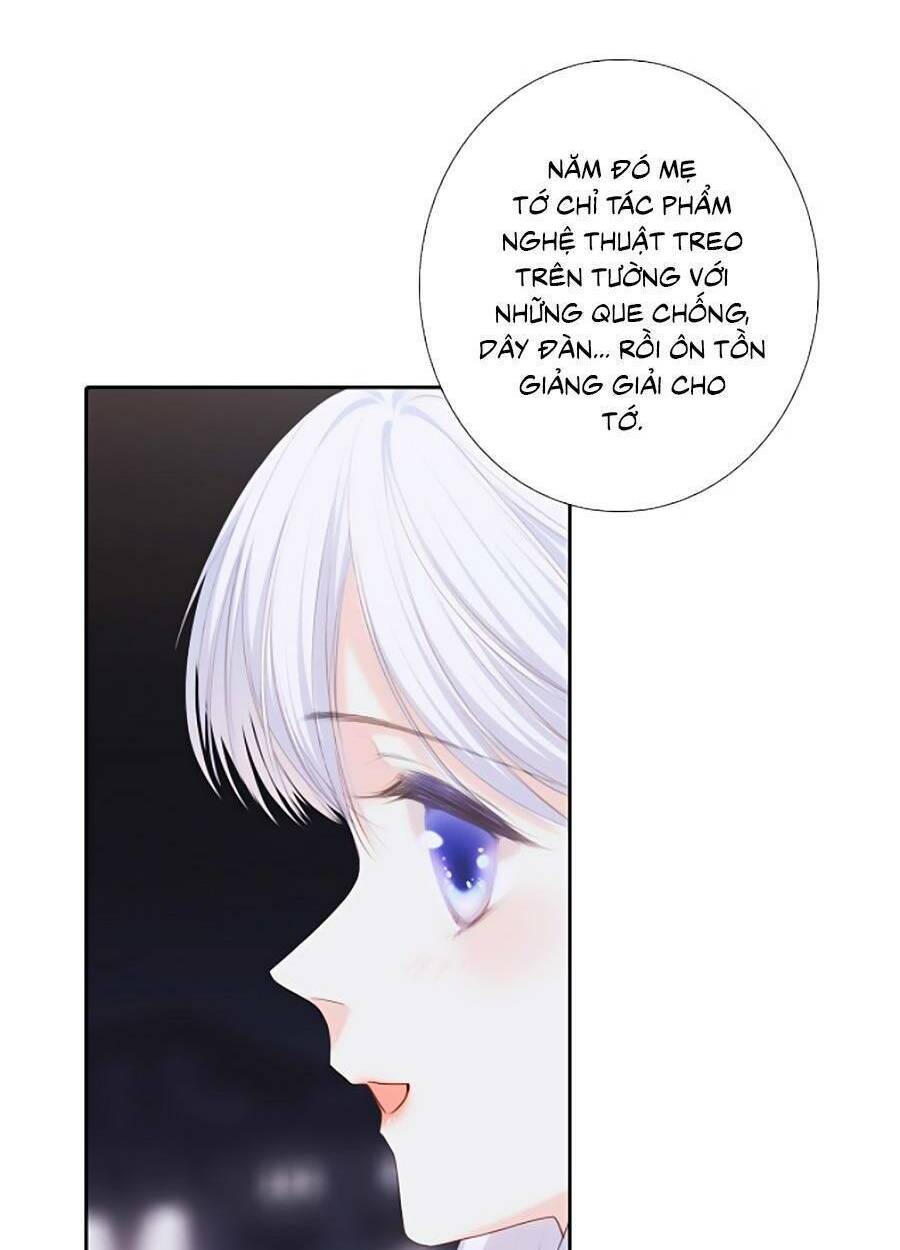 NĂM ĐÓ MẸ
TỚ CHỈ TÁC PHẨM
NGHỆ THUẬT TREO
TRÊN TƯỜNG VỚI
NHỮNG QUE CHỐNG,
DÂY ĐÀN... RỒI ÔN TỒN
GIẢNG GIẢI CHO
TỚ.